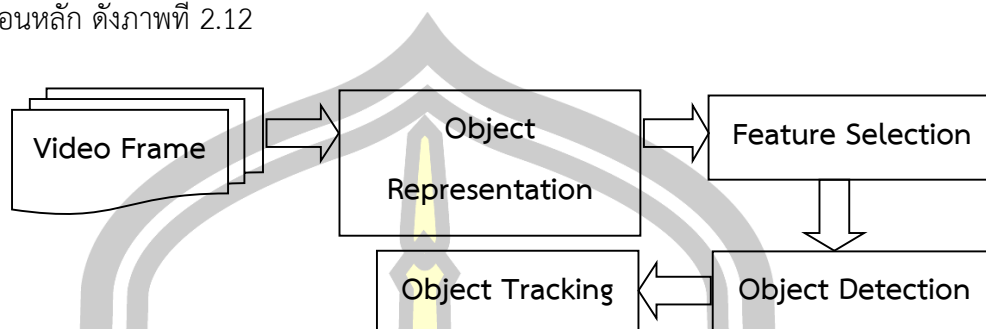 อนหลัก ดังภาพที่ 2.12
Video Frame
Object
Representation
Feature Selection
Object Detection
Object Tracking